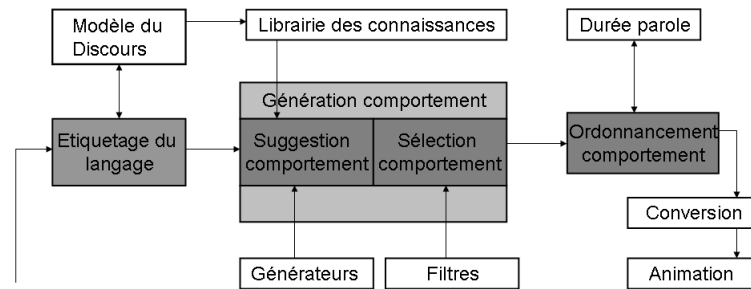 Modèle du
Discours
Librairie des connaissances
Durée parole
Génération comportement
Etiquetage du
langage
Suggestion
comportement
Sélection
comportement
Ordonnancement
comportement
Conversion
Générateurs
Filtres
Animation